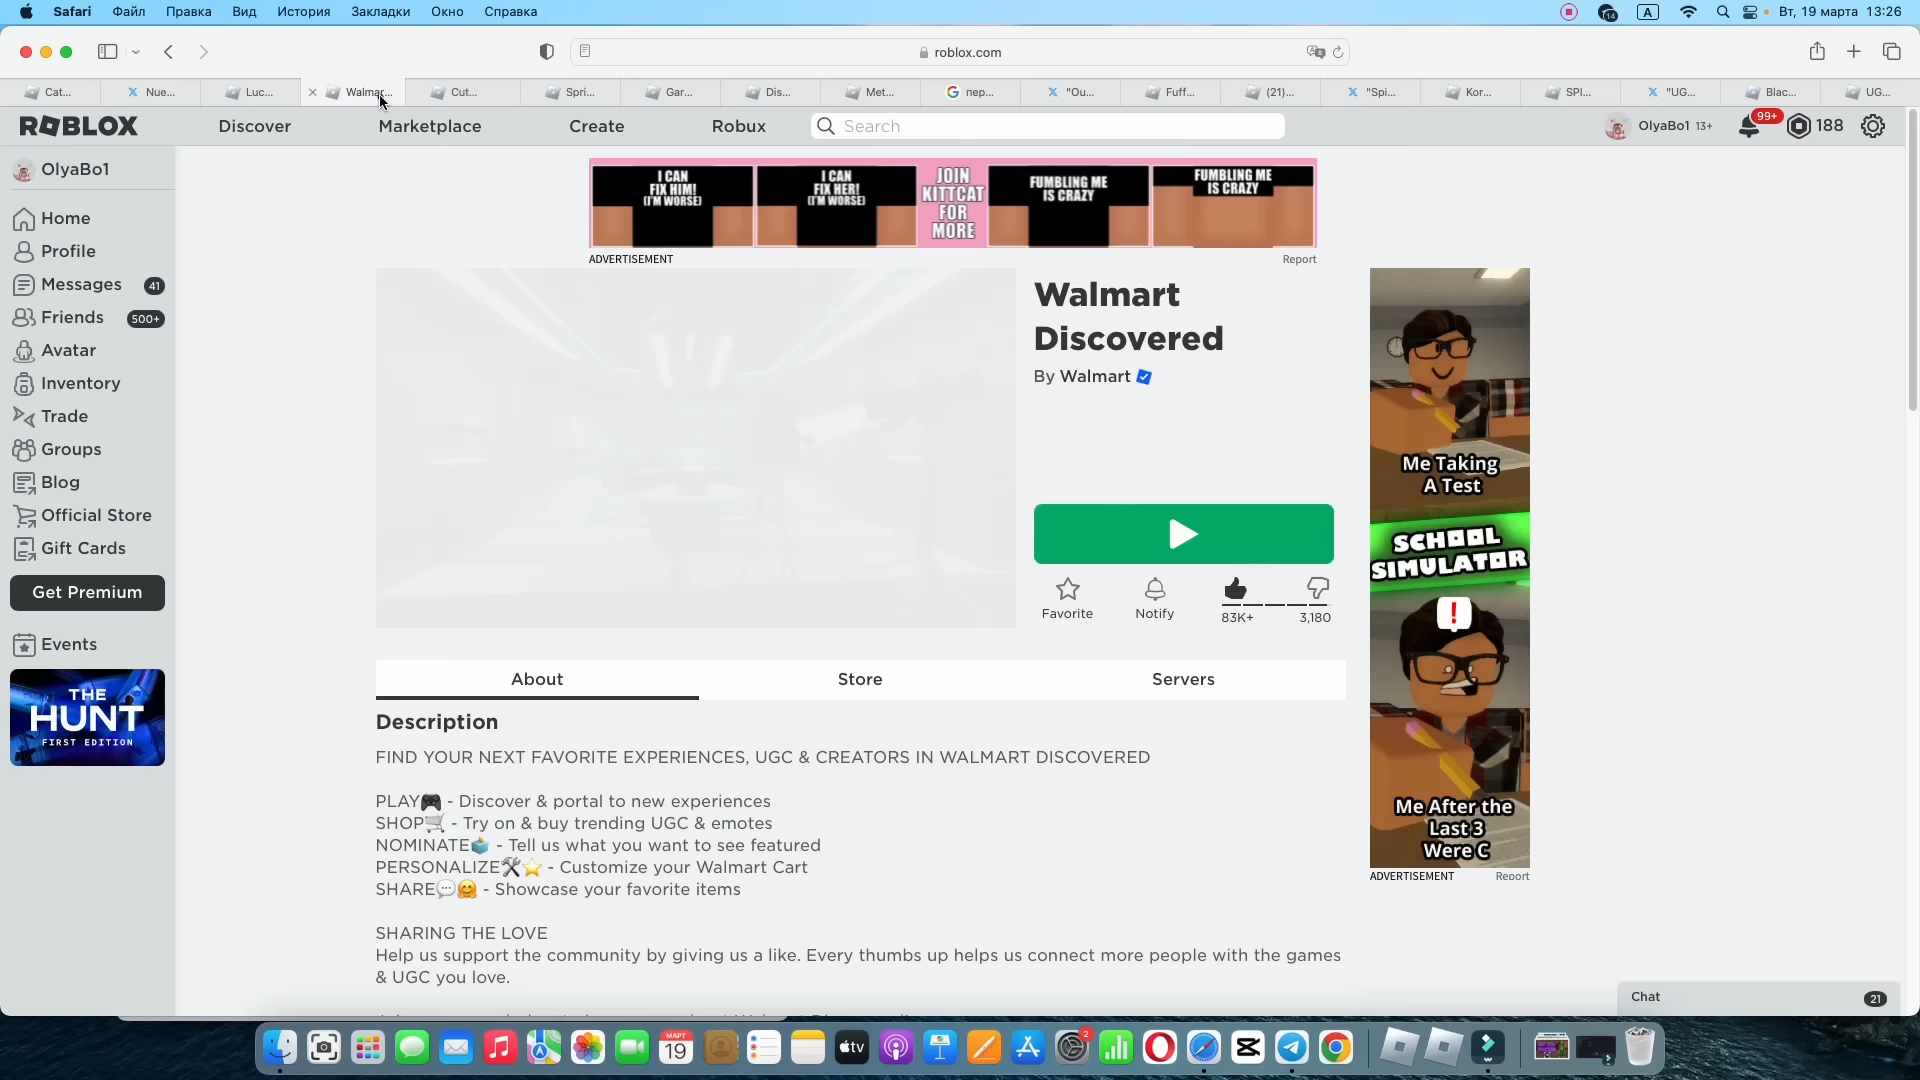 Safari Файл Правка Вид История Закладки Окно Справка
14 A Вт, 19 марта 13:26
roblox.com
Cat... Nue... Luc... Walmar... Cut... Spri... Gar... Dis... Met... пер... "Ou... Fuff... (21)... "Spi... Kor... SPI... "UG... Blac... UG...
ROBLOX Discover Marketplace Create Robux Search OlyaBo1 13+ 99+ 188
OlyaBo1
Home
Profile
Messages 41
Friends 500+
Avatar
Inventory
Trade
Groups
Blog
Official Store
Gift Cards
Get Premium
Events
THE
HUNT
FIRST EDITION
I CAN
FIX HIM!
(I'M WORSE)
I CAN
FIX HER!
(I'M WORSE)
JOIN
KITTCAT
FOR
MORE
FUMBLING ME
IS CRAZY
FUMBLING ME
IS CRAZY
ADVERTISEMENT Report
Walmart
Discovered
By Walmart
Favorite Notify 83K+ 3,180
About Store Servers
Description
FIND YOUR NEXT FAVORITE EXPERIENCES, UGC & CREATORS IN WALMART DISCOVERED
PLAY🎮 - Discover & portal to new experiences
SHOP🛒 - Try on & buy trending UGC & emotes
NOMINATE🗳️ - Tell us what you want to see featured
PERSONALIZE🛠️⭐ - Customize your Walmart Cart
SHARE💬🤗 - Showcase your favorite items
SHARING THE LOVE
Help us support the community by giving us a like. Every thumbs up helps us connect more people with the games
& UGC you love.
Me Taking
A Test
SCHOOL
SIMULATOR
!
Me After the
Last 3
Were C
ADVERTISEMENT Report
Chat 21
МАРТ
19
tv
2